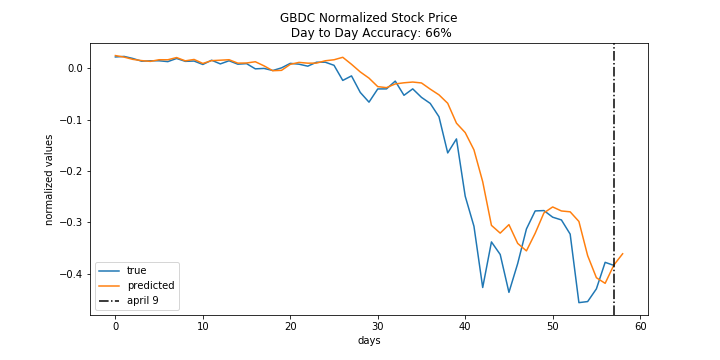 GBDC Normalized Stock Price
Day to Day Accuracy: 66%
normalized values
0.0
−0.1
−0.2
−0.3
−0.4
true
predicted
april 9
0
10
20
30
40
50
60
days